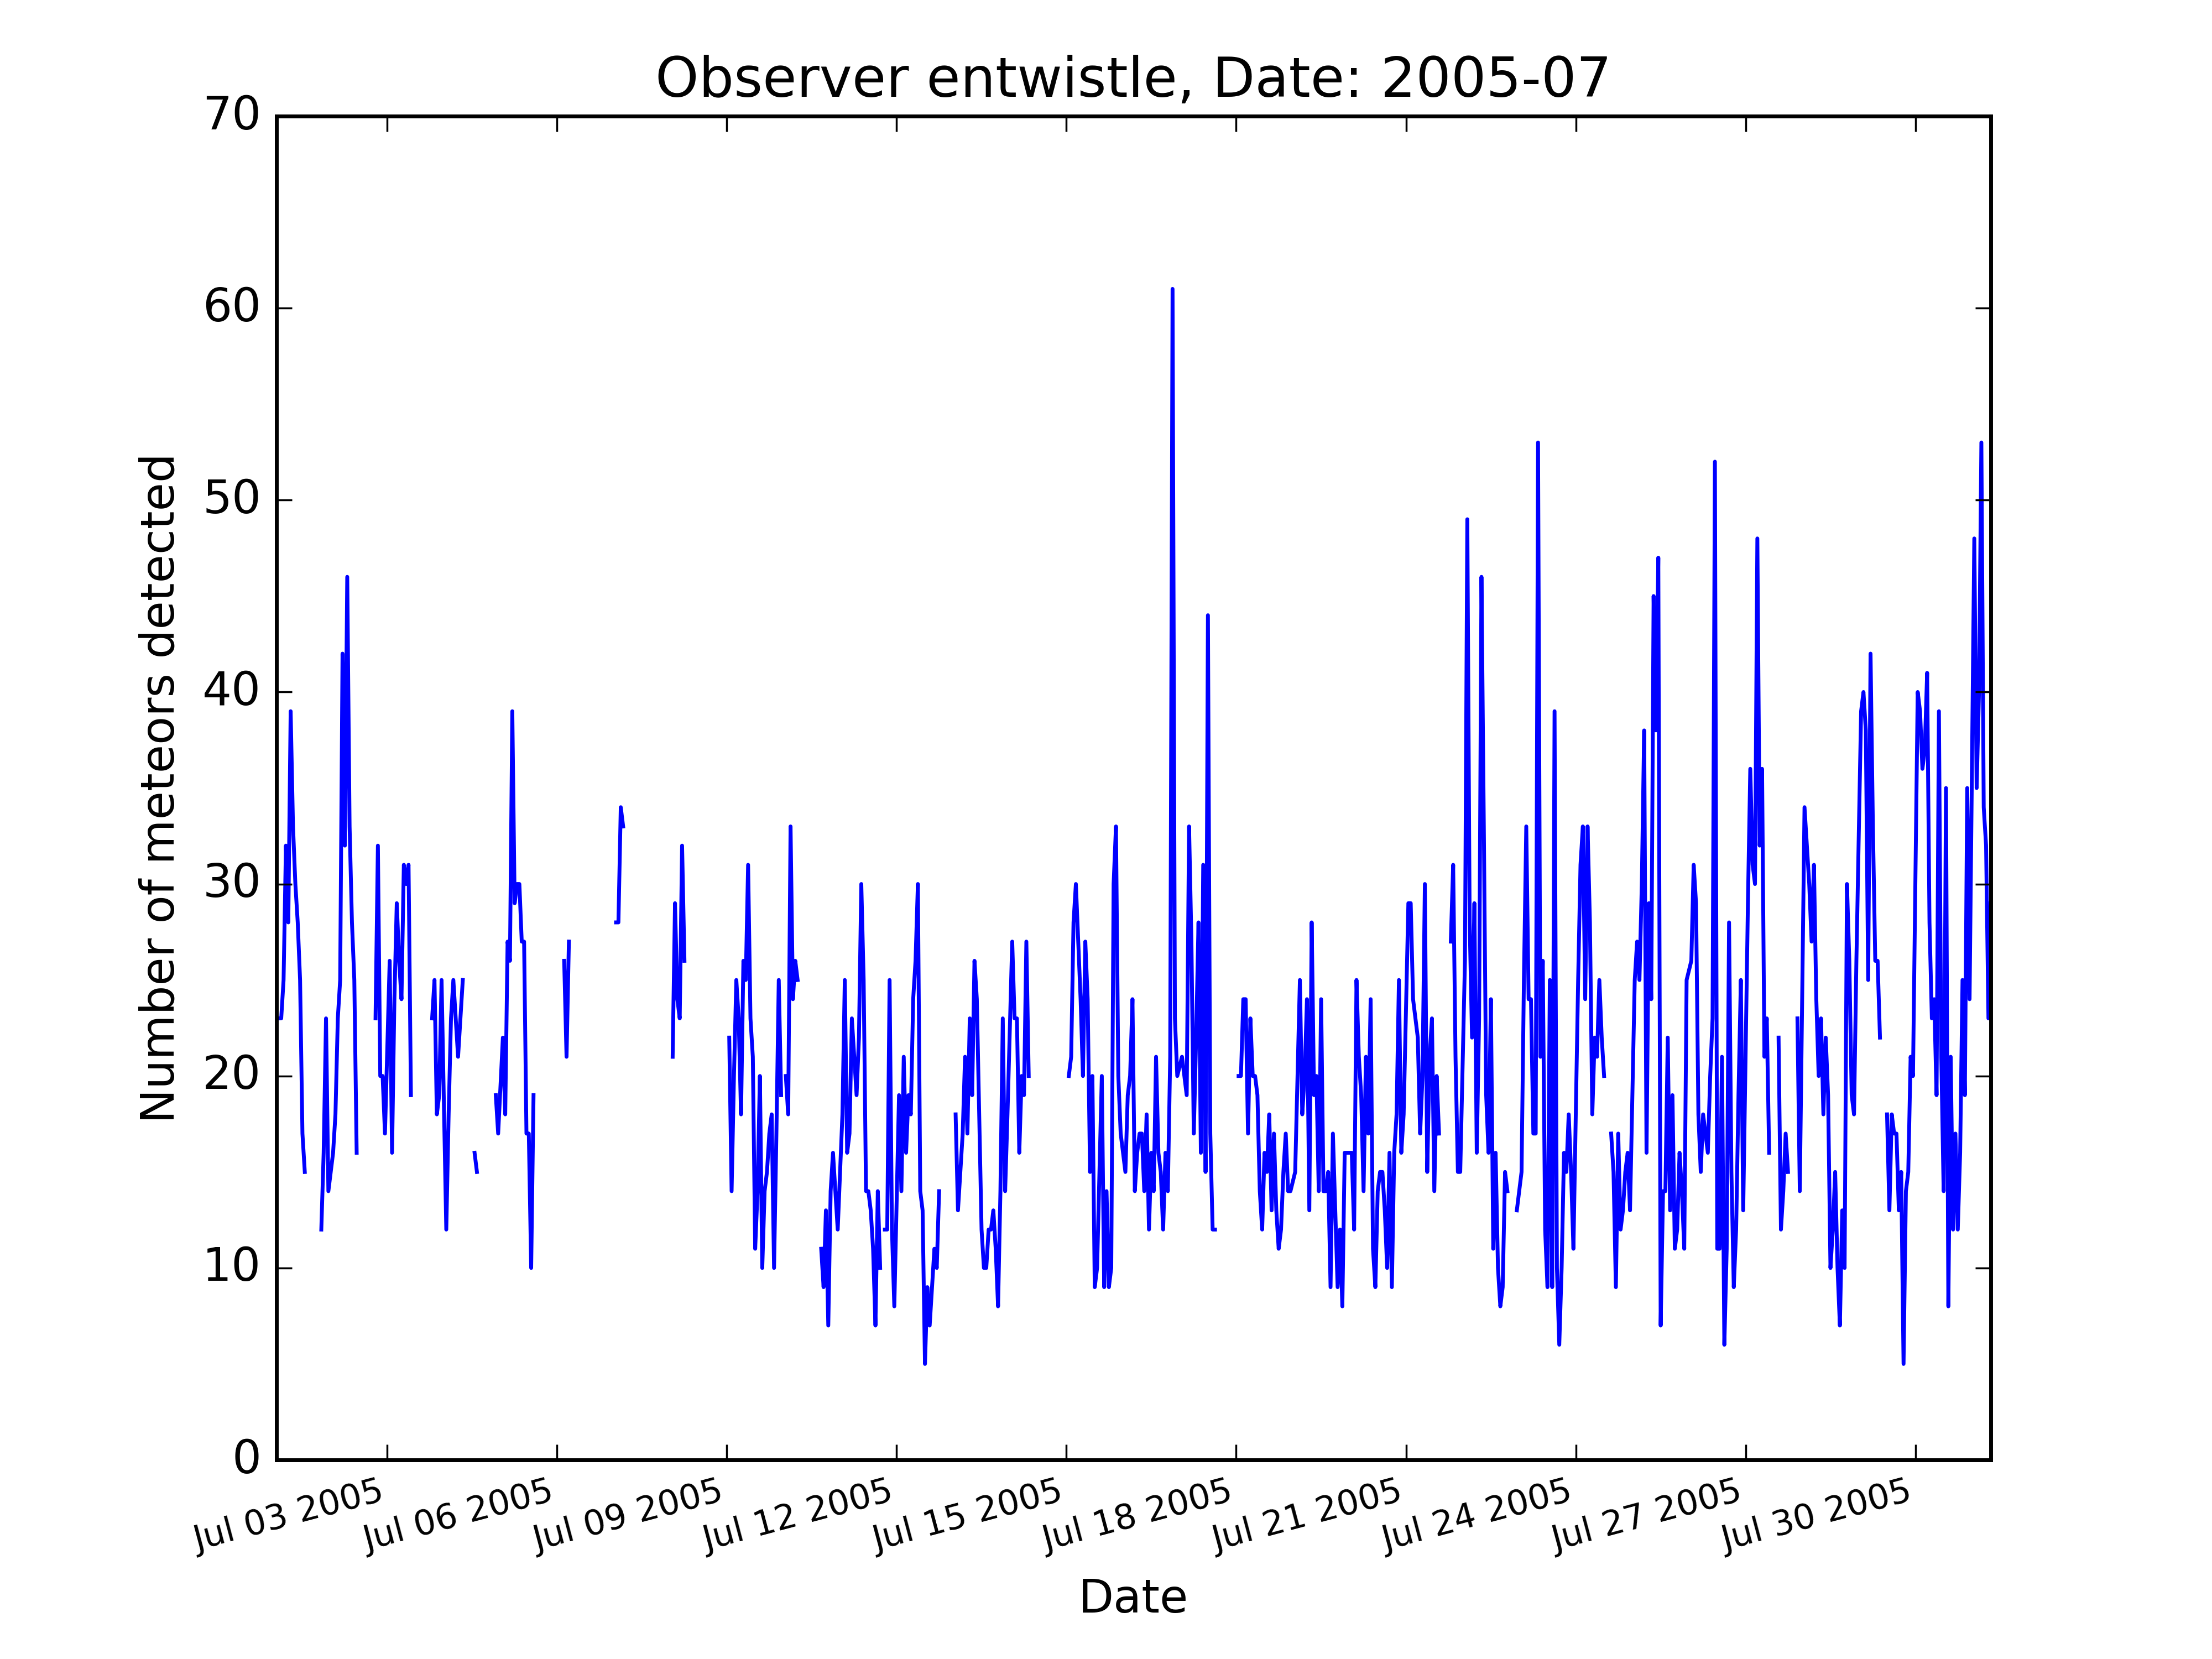 Observer entwistle, Date: 2005-07
70
60
50
40
30
20
10
0
Number of meteors detected
Jul 03 2005
Jul 06 2005
Jul 09 2005
Jul 12 2005
Jul 15 2005
Jul 18 2005
Jul 21 2005
Jul 24 2005
Jul 27 2005
Jul 30 2005
Date